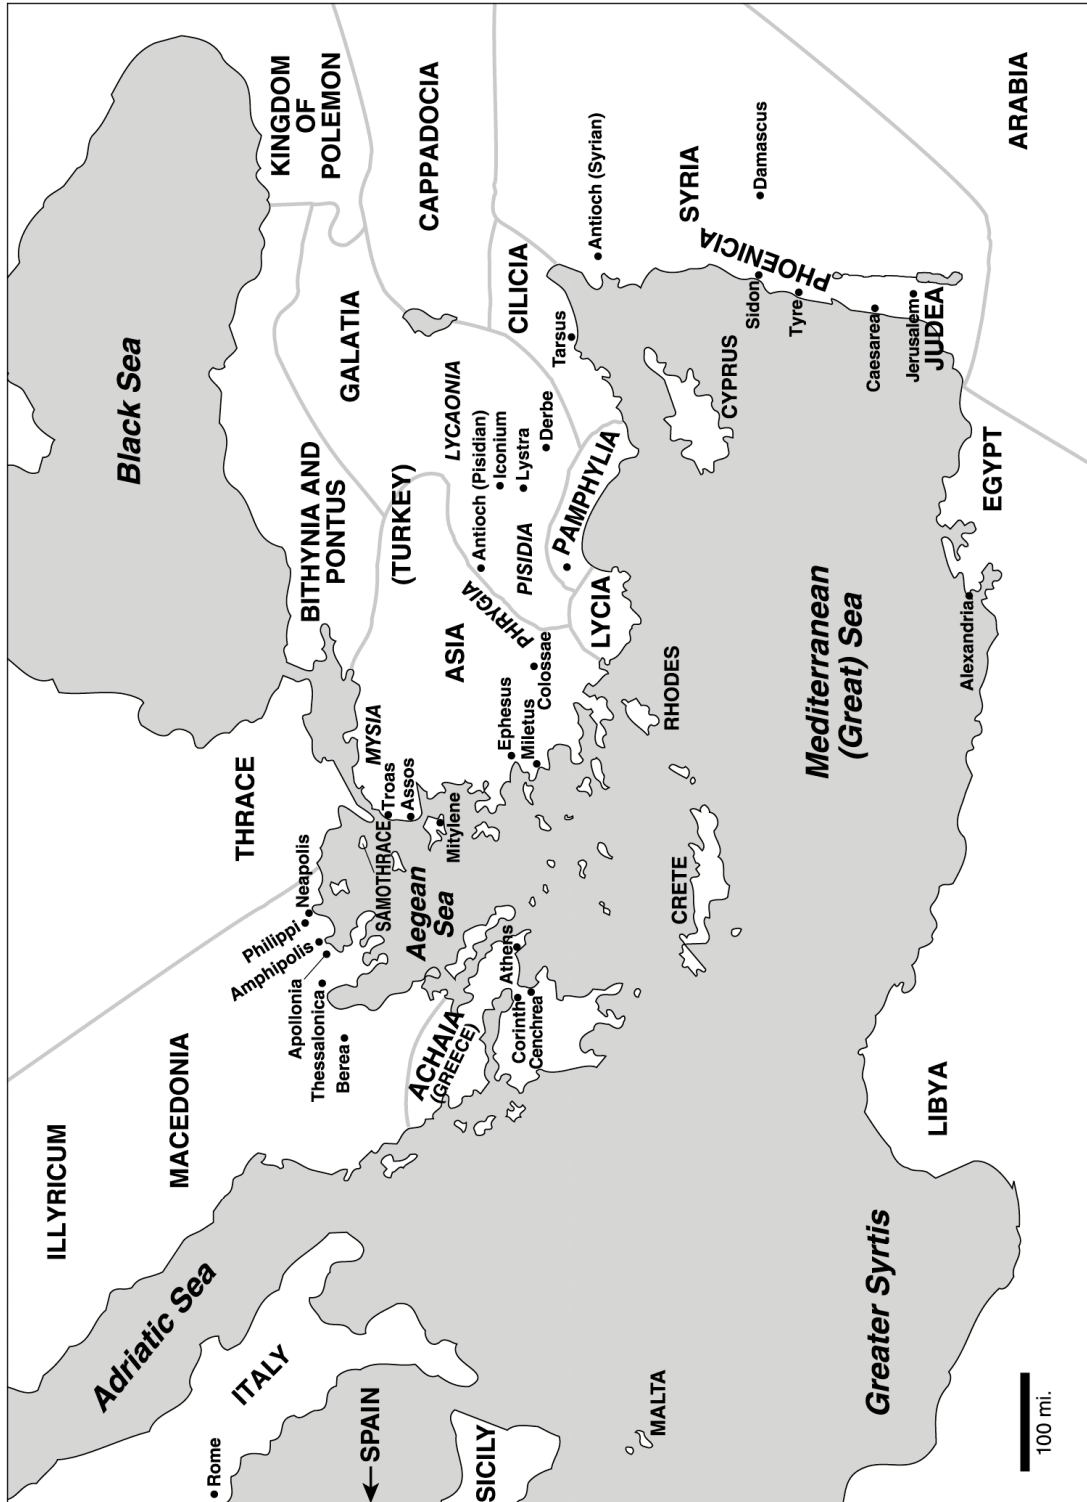 ILLYRICUM
Adriatic Sea
MACEDONIA
THRACE
Black Sea
KINGDOM
OF
POLEMON
Rome
ITALY
SPAIN
SICILY
MALTA
Philippi
Neapolis
Amphipolis
Apollonia
Thessalonica
Berea
SAMOTHRACE
Aegean
Sea
ACHAIA
(GREECE)
Athens
Corinth
Cenchrea
BITHYNIA AND
PONTUS
GALATIA
CAPPADOCIA
(TURKEY)
MYSIA
Troas
Assos
Mitylene
ASIA
PHRYGIA
LYCAONIA
Antioch (Pisidian)
Iconium
Lystra
Derbe
PISIDIA
Ephesus
Miletus
Colossae
LYCIA
PAMPHYLIA
CILICIA
Tarsus
Antioch (Syrian)
SYRIA
Damascus
PHOENICIA
Sidon
Tyre
CYPRUS
RHODES
CRETE
Mediterranean
(Great) Sea
Caesarea
Jerusalem
JUDEA
ARABIA
EGYPT
Alexandria
LIBYA
Greater Syrtis
100 mi.